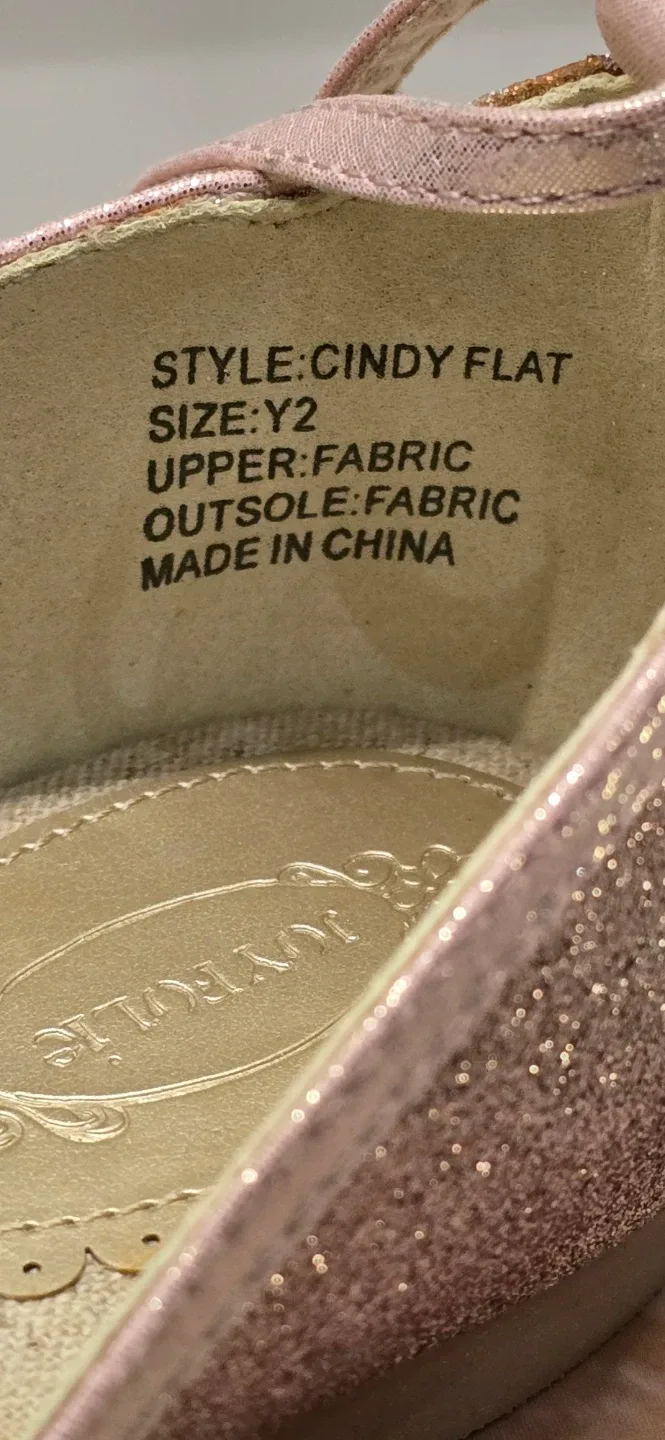 STYLE:CINDY FLAT
SIZE:Y2
UPPER:FABRIC
OUTSOLE:FABRIC
MADE IN CHINA
JOYFOLie